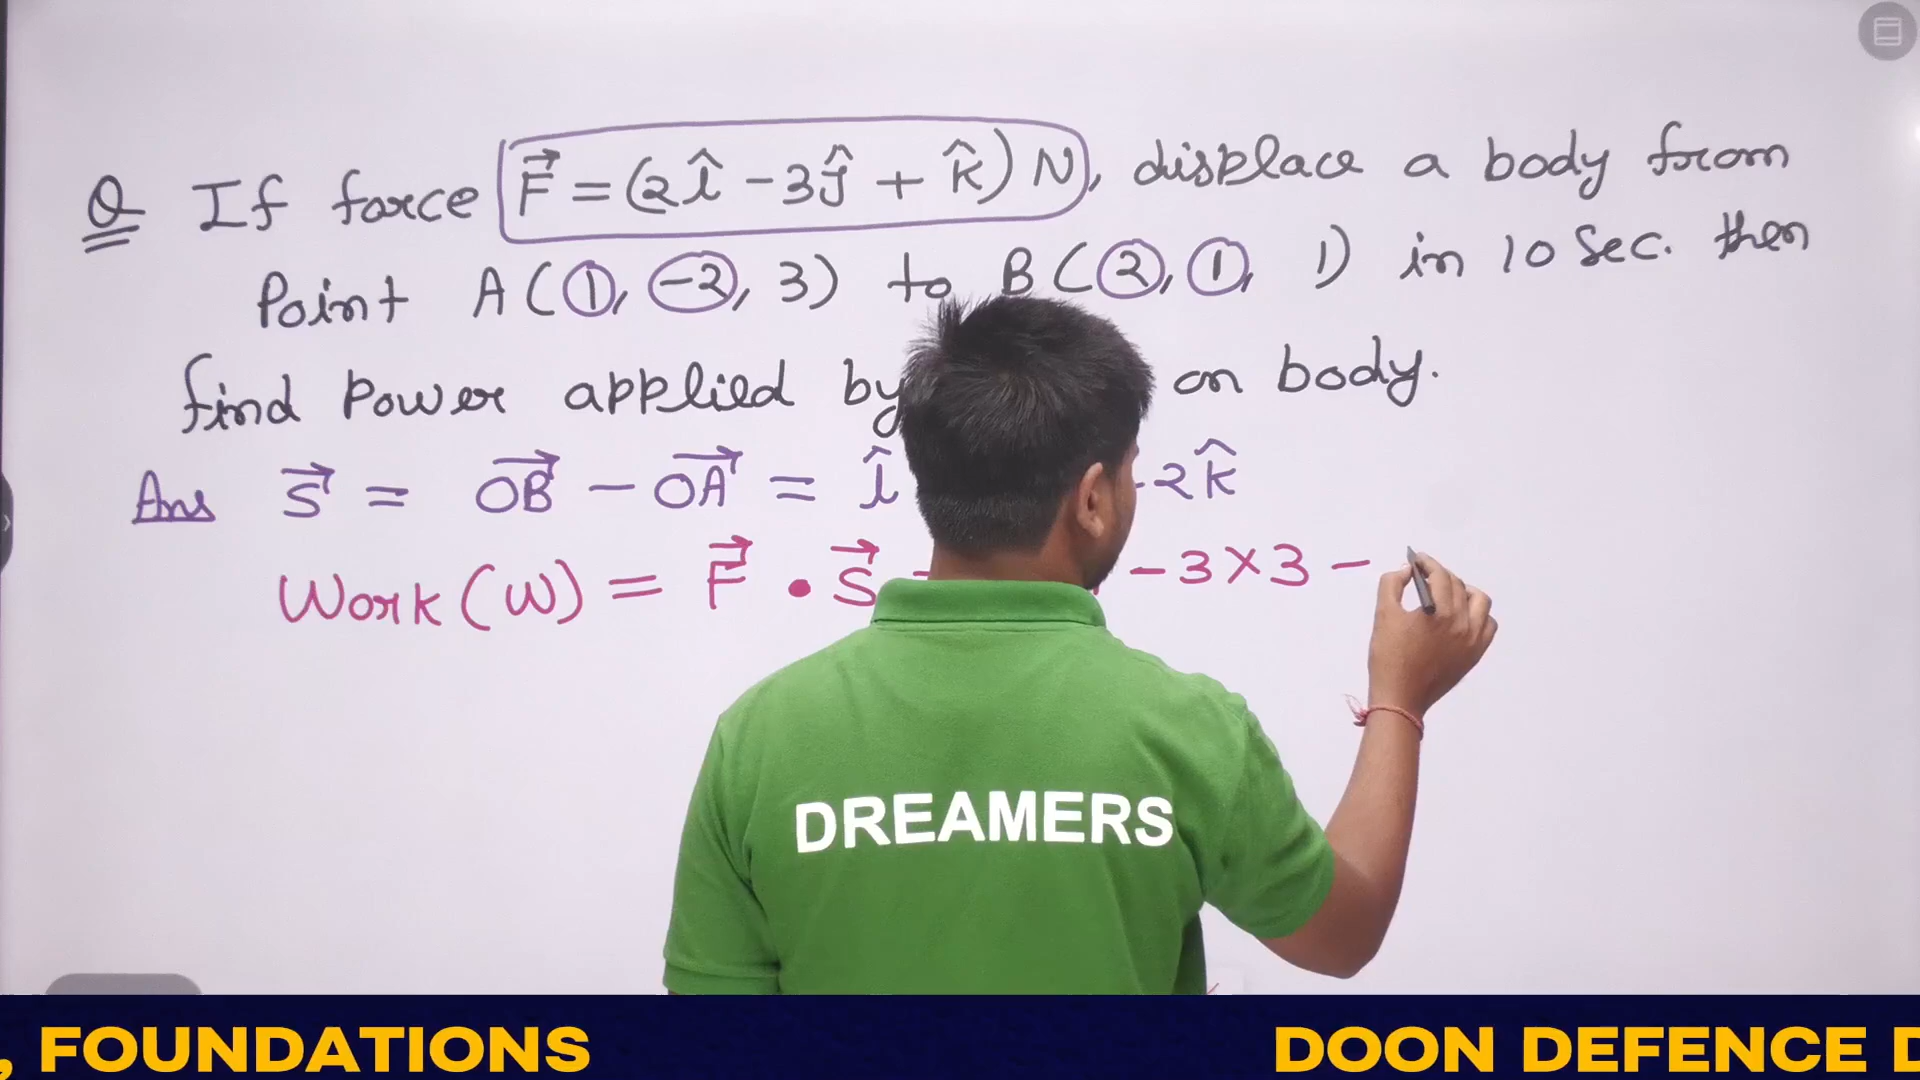 Q If force F⃗ = (2î - 3ĵ + k̂) N, displace a body from
Point A (1, -2, 3) to B (2, 1, 1) in 10 Sec. then
find Power applied by on body.
Ans S⃗ = OB⃗ - OA⃗ = î -2k̂
Work (W) = F⃗ • S⃗ - 3 × 3 -
DREAMERS
, FOUNDATIONS DOON DEFENCE D